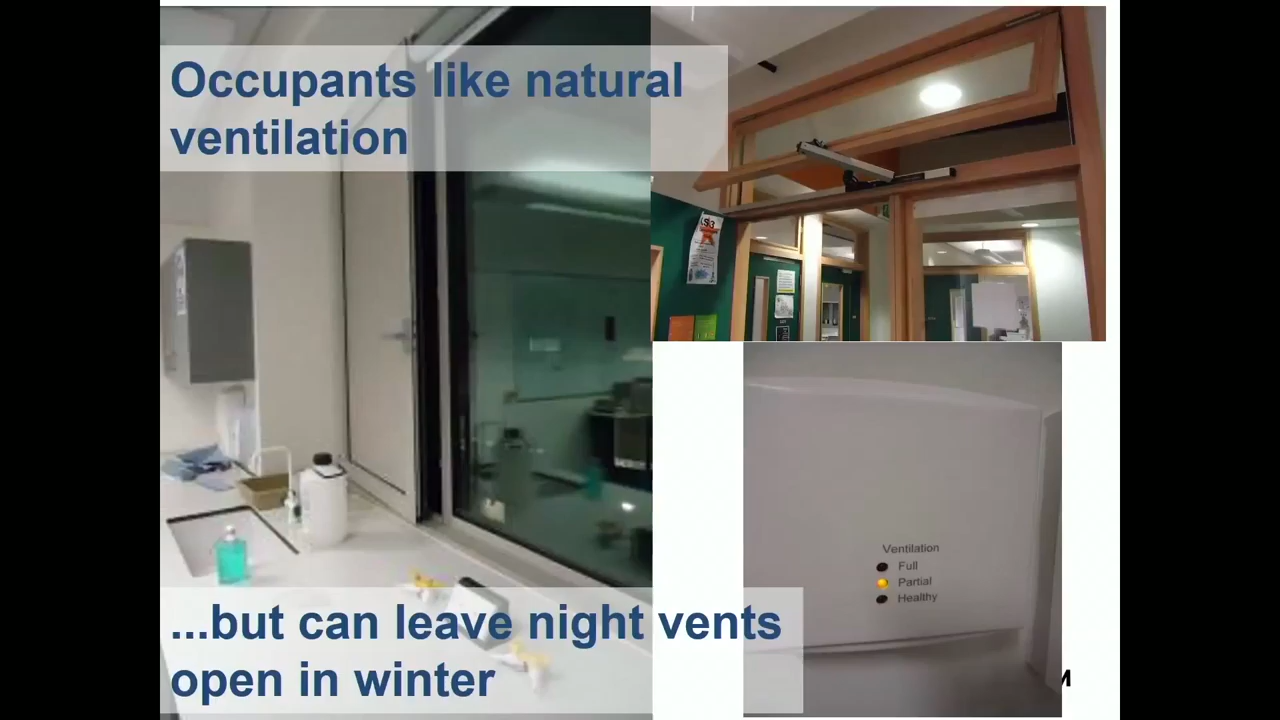 Occupants like natural
ventilation
Ventilation
Full
Partial
Healthy
...but can leave night vents
open in winter
M